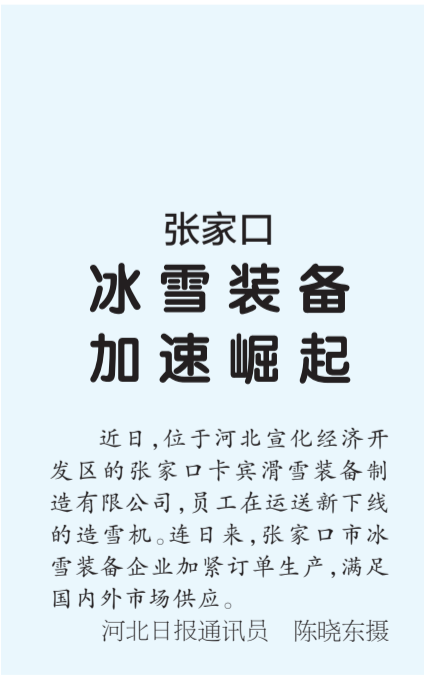 张家口
冰雪装备
加速崛起
近日,位于河北宣化经济开
发区的张家口卡宾滑雪装备制
造有限公司,员工在运送新下线
的造雪机。连日来,张家口市冰
雪装备企业加紧订单生产,满足
国内外市场供应。
河北日报通讯员　陈晓东摄